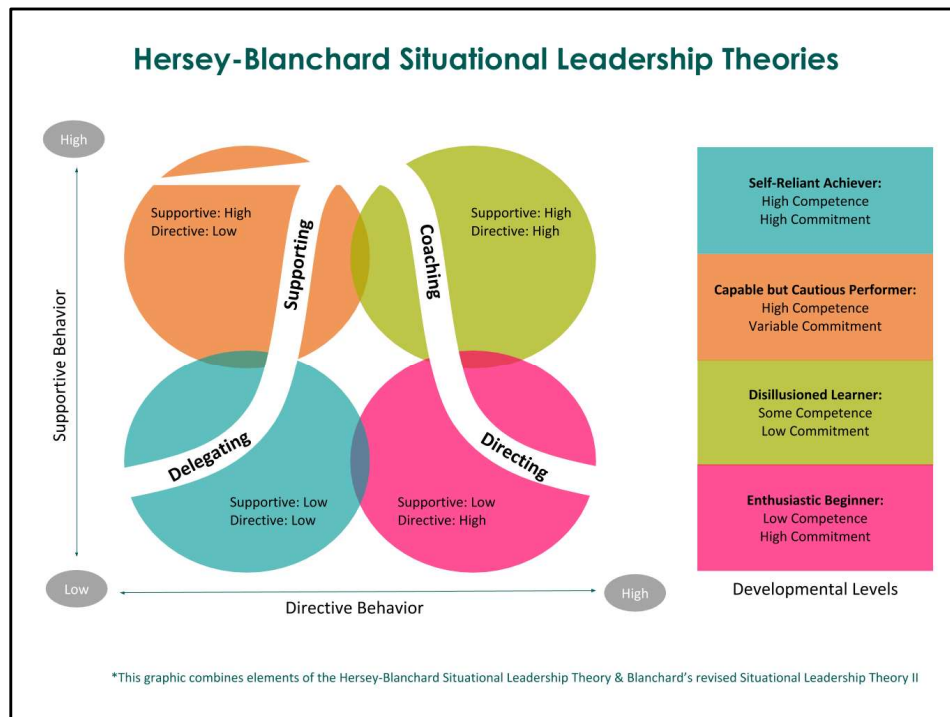 Hersey-Blanchard Situational Leadership Theories
High
Supportive Behavior
Low
Supportive: High
Directive: Low
Supporting
Supportive: High
Directive: High
Coaching
Delegating
Supportive: Low
Directive: Low
Directing
Supportive: Low
Directive: High
Directive Behavior
High
Self-Reliant Achiever:
High Competence
High Commitment
Capable but Cautious Performer:
High Competence
Variable Commitment
Disillusioned Learner:
Some Competence
Low Commitment
Enthusiastic Beginner:
Low Competence
High Commitment
Developmental Levels
*This graphic combines elements of the Hersey-Blanchard Situational Leadership Theory & Blanchard's revised Situational Leadership Theory II